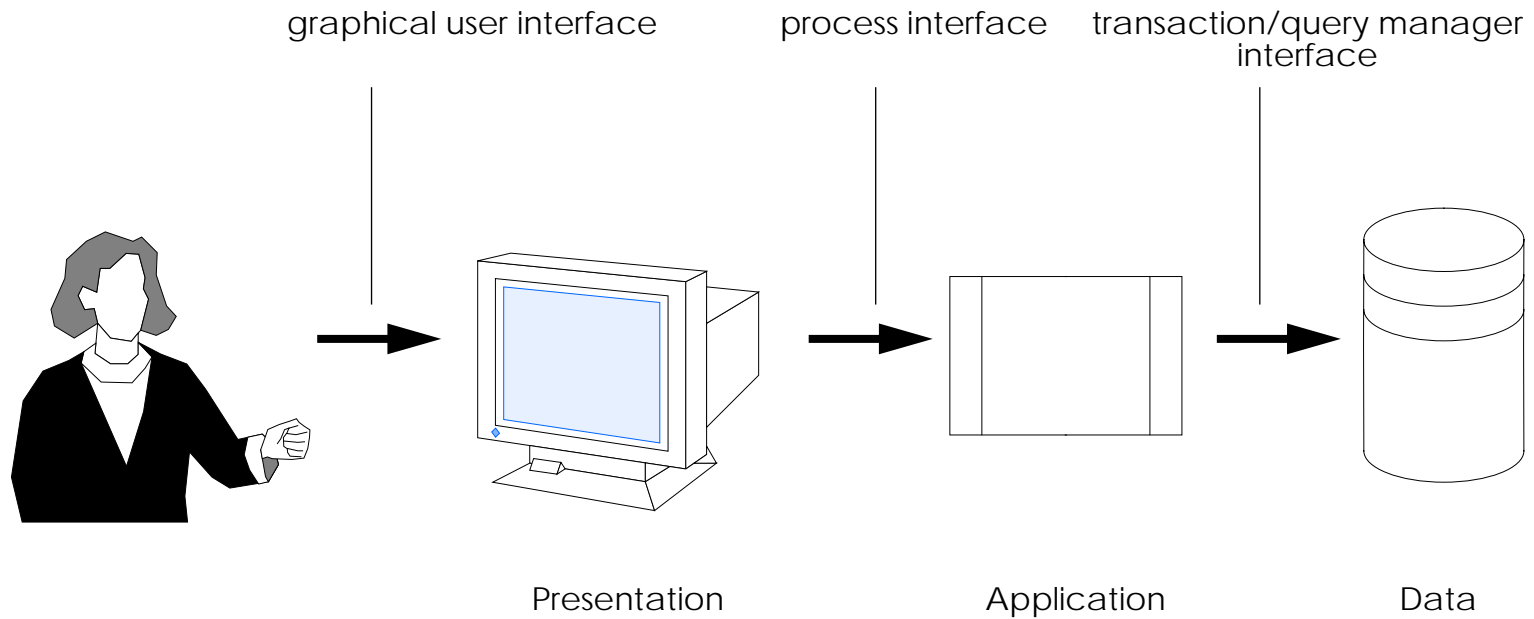 graphical user interface
process interface
transaction/query manager
interface
Presentation
Application
Data